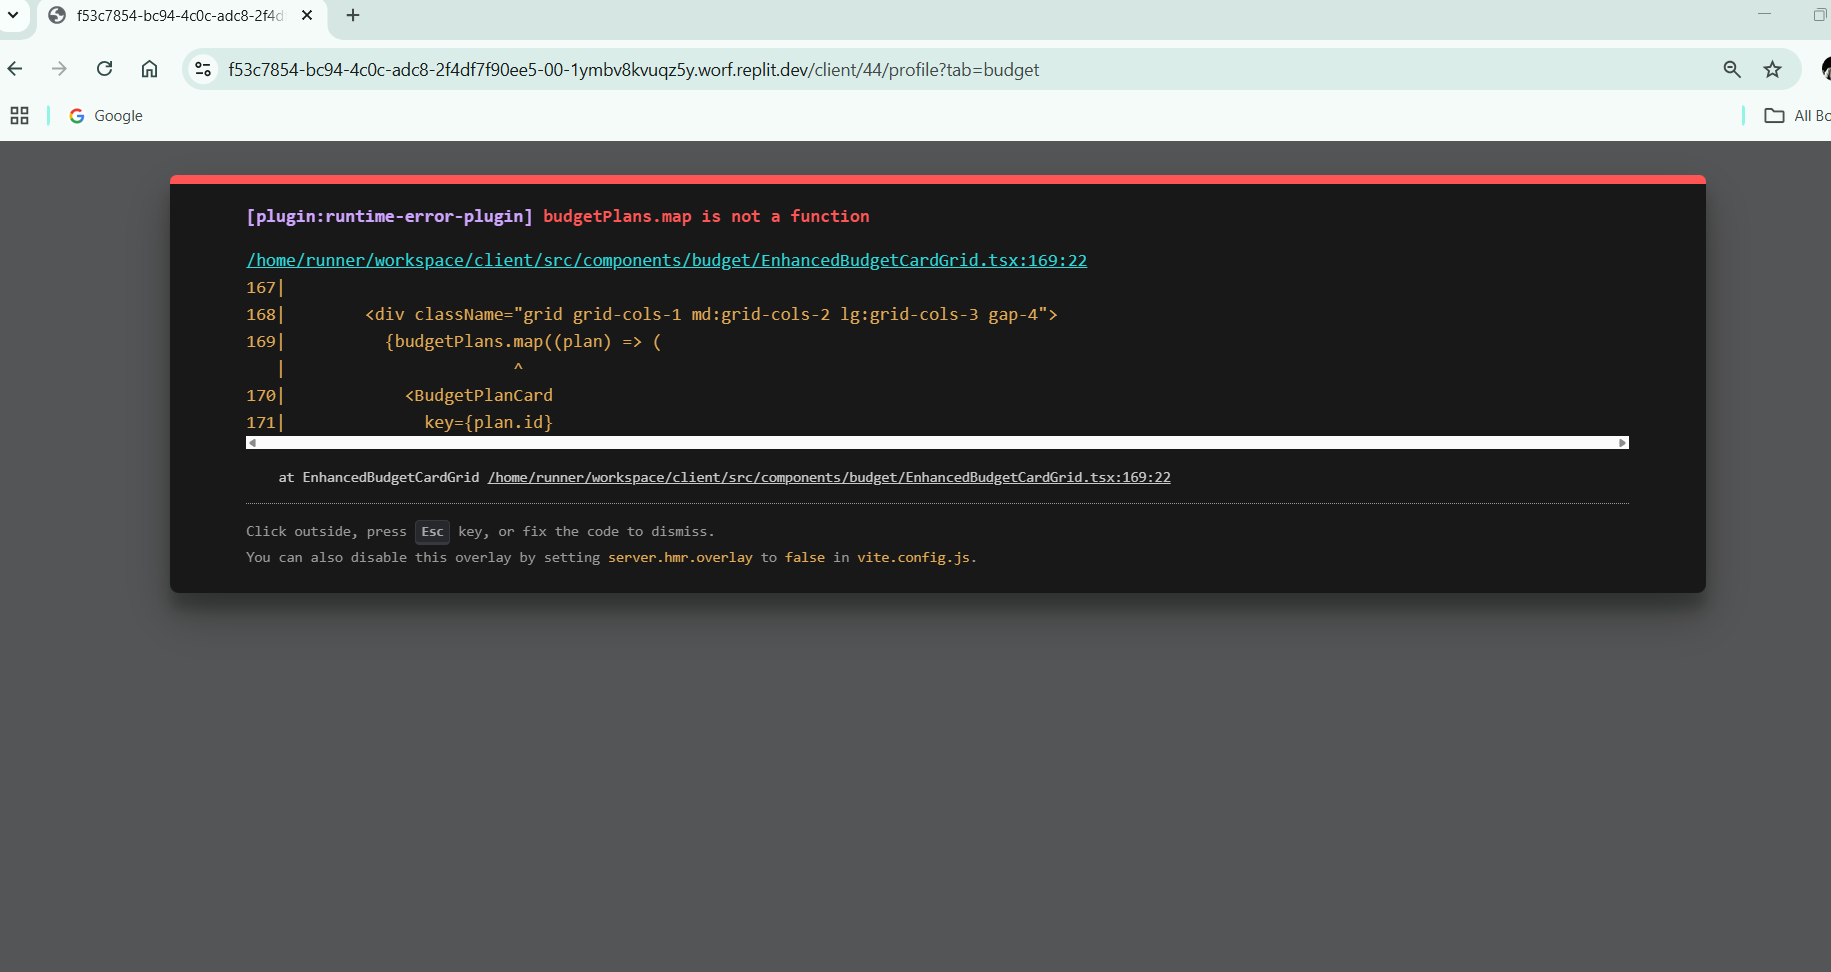 f53c7854-bc94-4c0c-adc8-2f4d
f53c7854-bc94-4c0c-adc8-2f4df7f90ee5-00-1ymbv8kvuqz5y.worf.replit.dev/client/44/profile?tab=budget
Google
All Bo
[plugin:runtime-error-plugin] budgetPlans.map is not a function
/home/runner/workspace/client/src/components/budget/EnhancedBudgetCardGrid.tsx:169:22
167|
168|        <div className="grid grid-cols-1 md:grid-cols-2 lg:grid-cols-3 gap-4">
169|          {budgetPlans.map((plan) => (
|                       ^
170|            <BudgetPlanCard
171|              key={plan.id}
at EnhancedBudgetCardGrid /home/runner/workspace/client/src/components/budget/EnhancedBudgetCardGrid.tsx:169:22
Click outside, press Esc key, or fix the code to dismiss.
You can also disable this overlay by setting server.hmr.overlay to false in vite.config.js.